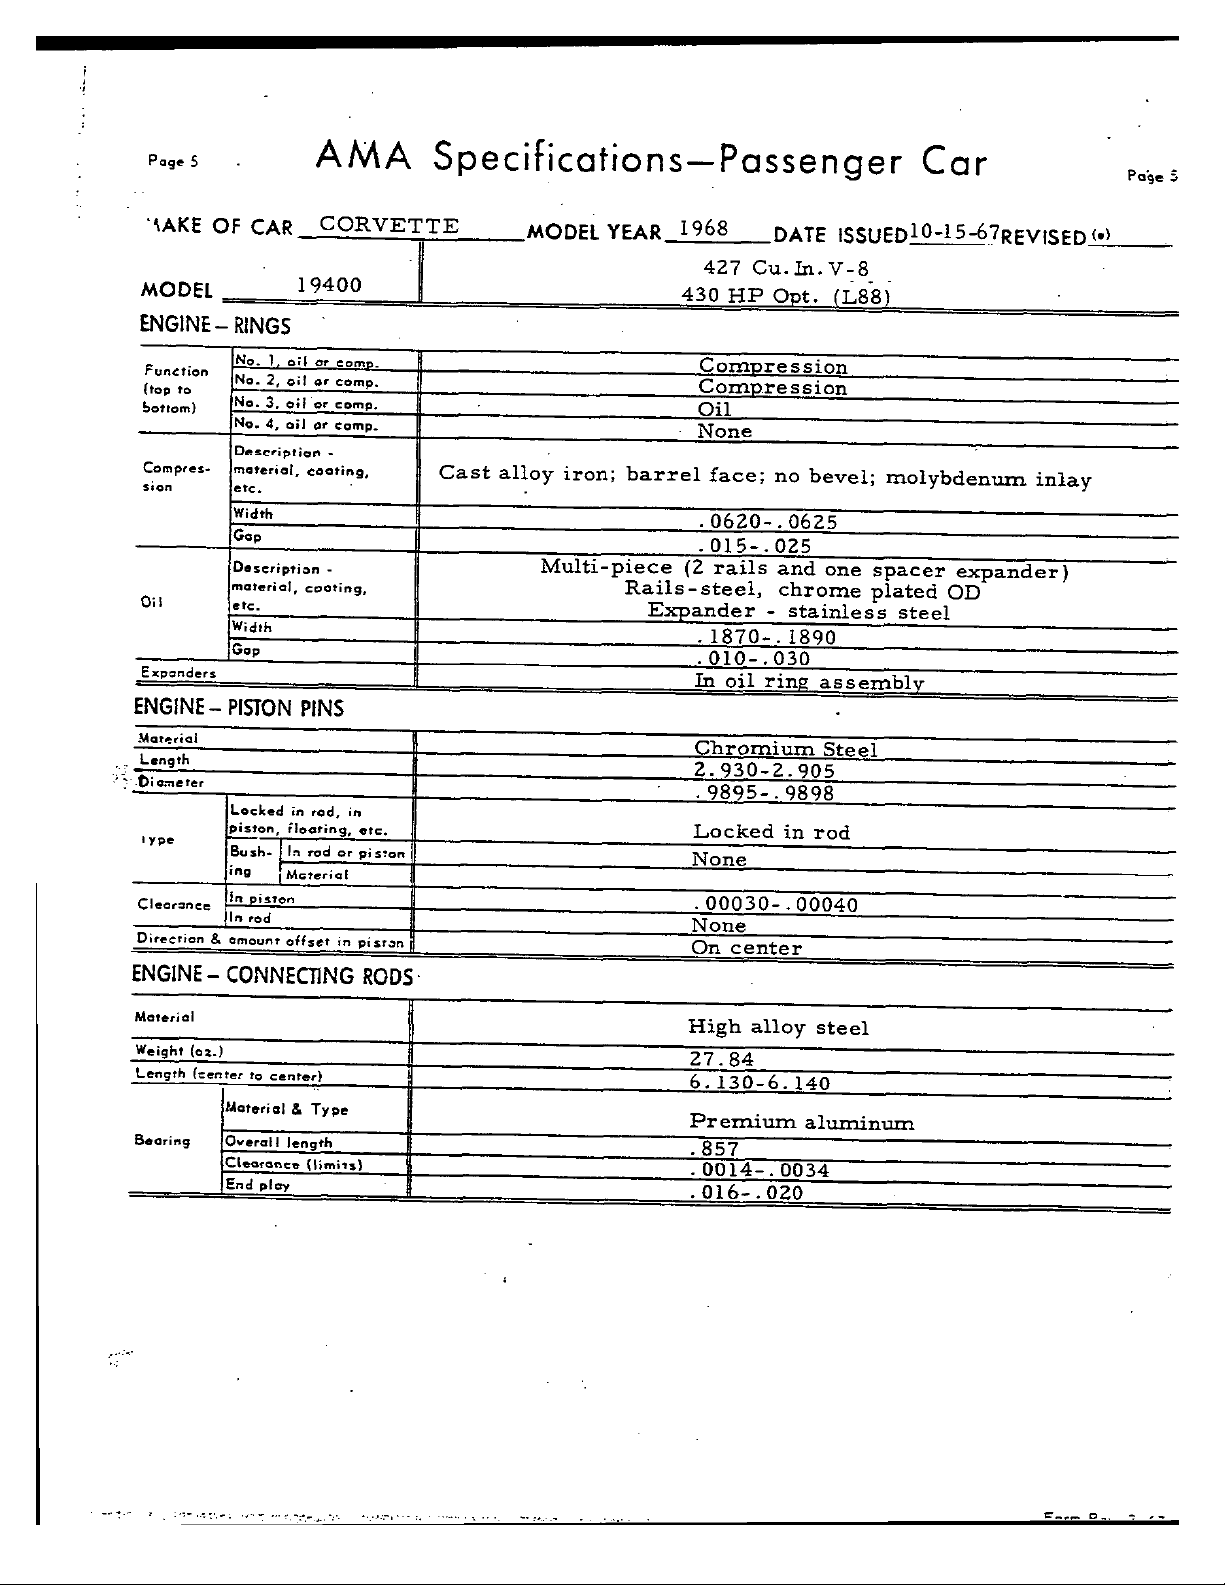 Page 5 AMA Specifications—Passenger Car Page 5
MAKE OF CAR CORVETTE MODEL YEAR 1968 DATE ISSUED 10-15-67 REVISED (•)
MODEL 19400
427 Cu. In. V-8
430 HP Opt. (L88)
ENGINE – RINGS
Function (top to bottom)
No. 1, oil or comp. Compression
No. 2, oil or comp. Compression
No. 3, oil or comp. Oil
No. 4, oil or comp. None
Compression
Description - material, coating, etc. Cast alloy iron; barrel face; no bevel; molybdenum inlay
Width .0620-.0625
Gap .015-.025
Oil
Description - material, coating, etc.
Multi-piece (2 rails and one spacer expander)
Rails-steel, chrome plated OD
Expander - stainless steel
Width .1870-.1890
Gap .010-.030
Expanders In oil ring assembly
ENGINE – PISTON PINS
Material Chromium Steel
Length 2.930-2.905
Diameter .9895-.9898
Type
Locked in rod, in piston, floating, etc. Locked in rod
Bushing In rod or piston None
Material
Clearance
In piston .00030-.00040
In rod None
Direction & amount offset in piston On center
ENGINE – CONNECTING RODS
Material High alloy steel
Weight (oz.) 27.84
Length (center to center) 6.130-6.140
Bearing
Material & Type Premium aluminum
Overall length .857
Clearance (limits) .0014-.0034
End play .016-.020